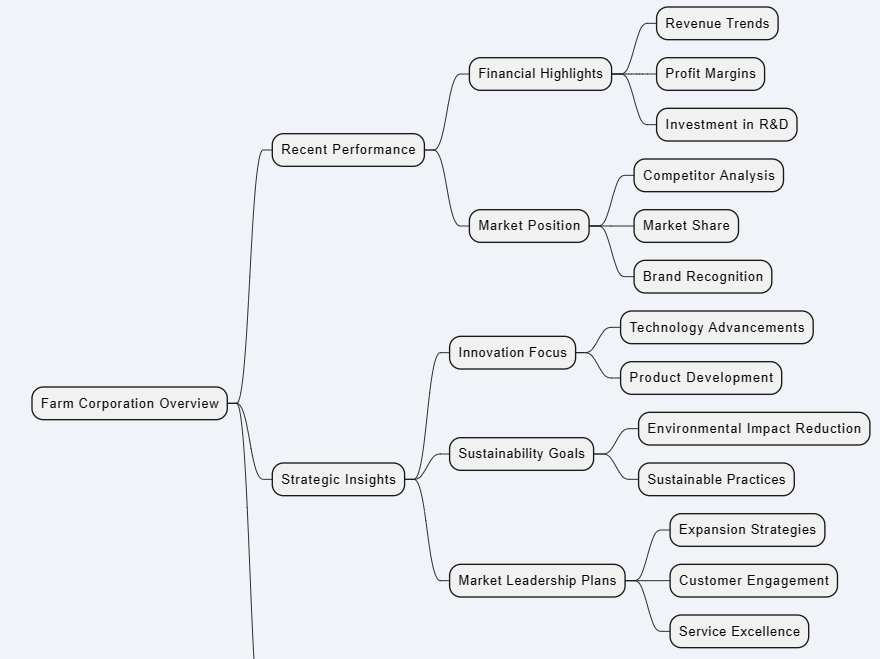 Farm Corporation Overview
Recent Performance
Financial Highlights
Revenue Trends
Profit Margins
Investment in R&D
Market Position
Competitor Analysis
Market Share
Brand Recognition
Strategic Insights
Innovation Focus
Technology Advancements
Product Development
Sustainability Goals
Environmental Impact Reduction
Sustainable Practices
Market Leadership Plans
Expansion Strategies
Customer Engagement
Service Excellence